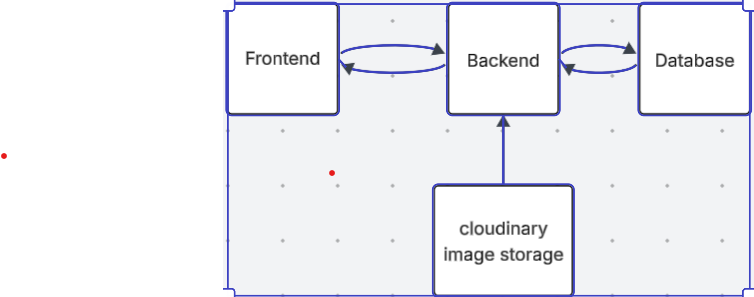 Frontend
Backend
Database
cloudinary
image storage